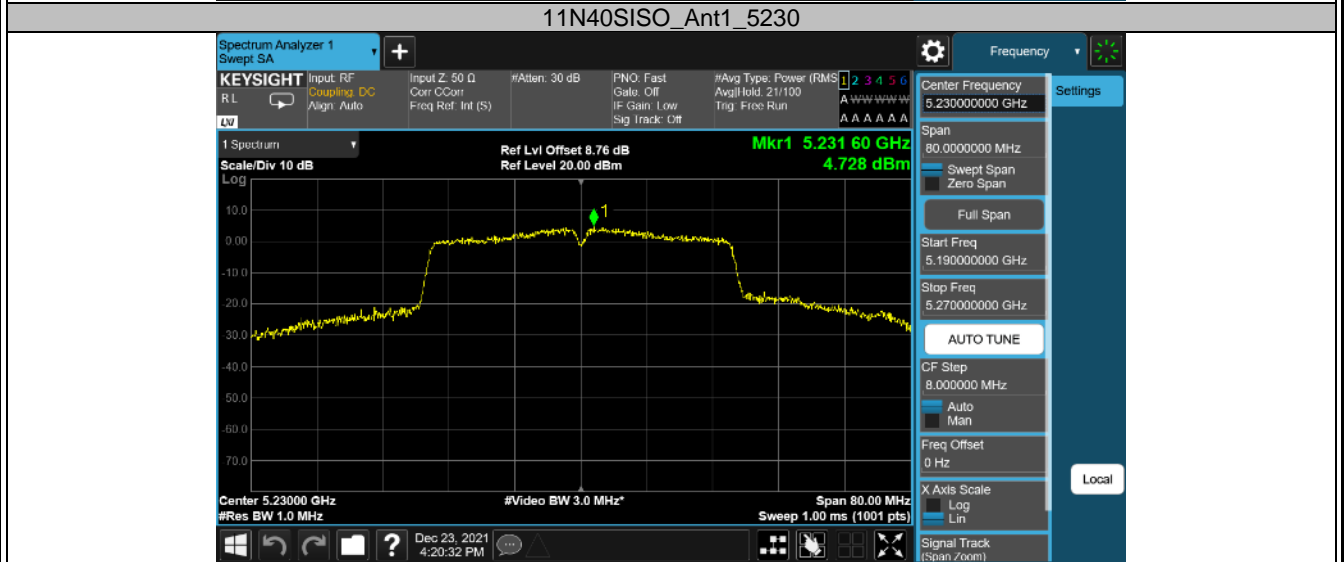 11N40SISO_Ant1_5230
Spectrum Analyzer 1
Swept SA
+
Frequency
KEYSIGHT
RL
LXI
Input: RF
Coupling: DC
Align: Auto
Input Z: 50 Ω
Corr CCorr
Freq Ref: Int (S)
#Atten: 30 dB
PNO: Fast
Gate: Off
IF Gain: Low
Sig Track: Off
#Avg Type: Power (RMS
Avg|Hold: 21/100
Trig: Free Run
1 2 3 4 5 6
A W W W W W
A A A A A A
1 Spectrum
Scale/Div 10 dB
Log
Ref Lvl Offset 8.76 dB
Ref Level 20.00 dBm
Mkr1 5.231 60 GHz
4.728 dBm
1
10.0
0.00
-10.0
-20.0
-30.0
-40.0
50.0
-60.0
70.0
Center 5.23000 GHz
#Res BW 1.0 MHz
#Video BW 3.0 MHz*
Span 80.00 MHz
Sweep 1.00 ms (1001 pts)
?
Dec 23, 2021
4:20:32 PM
Center Frequency
5.230000000 GHz
Settings
Span
80.0000000 MHz
Swept Span
Zero Span
Full Span
Start Freq
5.190000000 GHz
Stop Freq
5.270000000 GHz
AUTO TUNE
CF Step
8.000000 MHz
Auto
Man
Freq Offset
0 Hz
X Axis Scale
Log
Lin
Local
Signal Track
(Span Zoom)